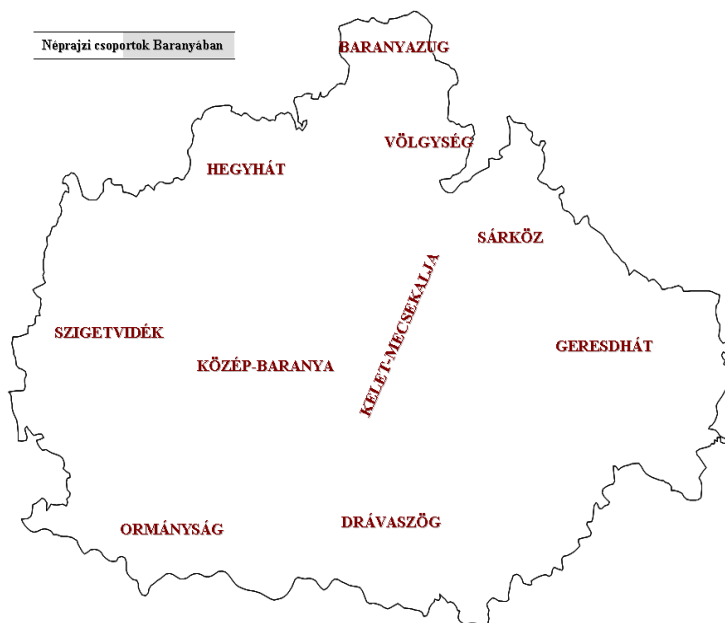 Néprajzi csoportok Baranyában
BARANYAZUG
VÖLGYSÉG
HEGYHÁT
SÁRKÖZ
KELET-MECSEKALJA
SZIGETVIDÉK
GERESDHÁT
KÖZÉP-BARANYA
ORMÁNYSÁG
DRÁVASZÖG